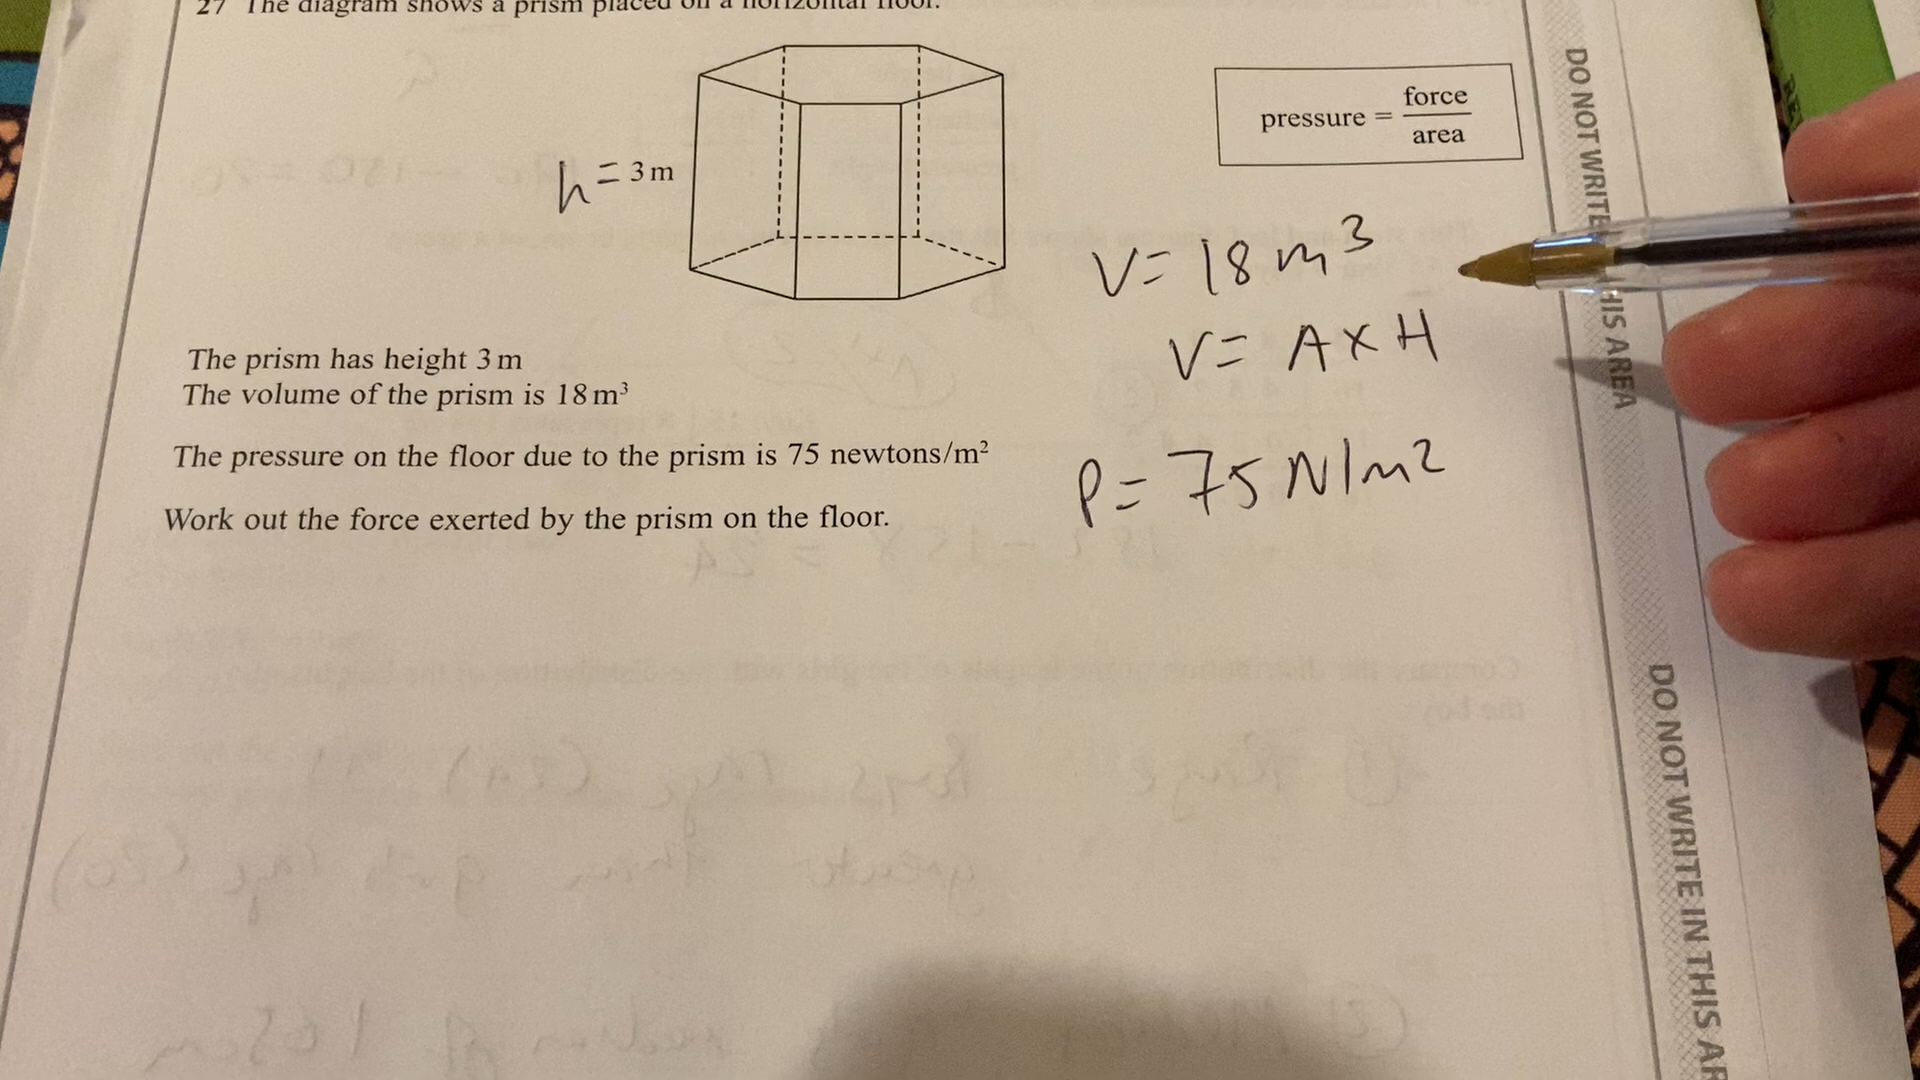 27 The diagram shows a prism placed on a horizontal floor.
h = 3 m
pressure = force
area
V = 18 m³
V = A × H
The prism has height 3 m
The volume of the prism is 18 m³
The pressure on the floor due to the prism is 75 newtons/m²
P = 75 N/m²
Work out the force exerted by the prism on the floor.
DO NOT WRITE THIS AREA
DO NOT WRITE IN THIS AR